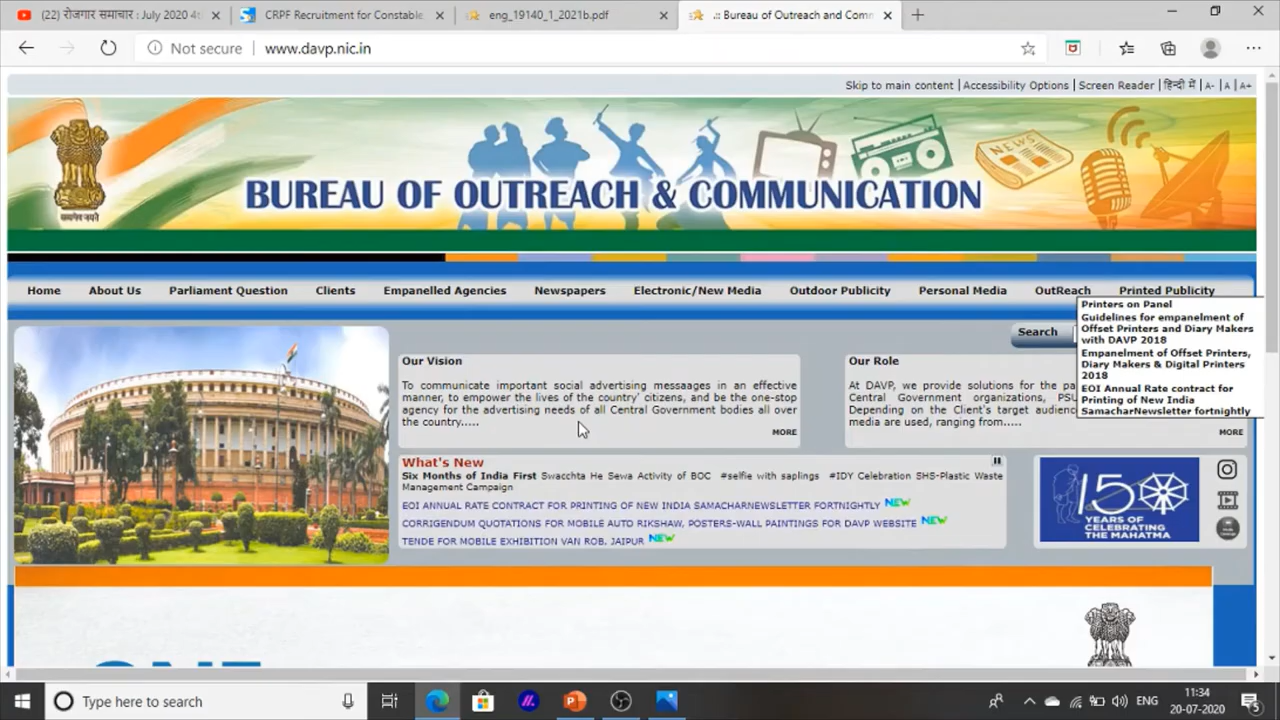 (22) रोजगार समाचार : July 2020 4t
CRPF Recruitment for Constable
eng_19140_1_2021b.pdf
.:: Bureau of Outreach and Comm
Not secure
www.davp.nic.in
Skip to main content | Accessibility Options | Screen Reader | हिन्दी में | A- | A | A+
सत्यमेव जयते
NEWS
BUREAU OF OUTREACH & COMMUNICATION
Home About Us Parliament Question Clients Empanelled Agencies Newspapers Electronic/New Media Outdoor Publicity Personal Media OutReach Printed Publicity
Printers on Panel
Guidelines for empanelment of
Offset Printers and Diary Makers
with DAVP 2018
Empanelment of Offset Printers,
Diary Makers & Digital Printers
2018
EOI Annual Rate contract for
Printing of New India
SamacharNewsletter fortnightly
Search
Our Vision
To communicate important social advertising messaages in an effective
manner, to empower the lives of the country' citizens, and be the one-stop
agency for the advertising needs of all Central Government bodies all over
the country.....
MORE
Our Role
At DAVP, we provide solutions for the pa
Central Government organizations, PSU
Depending on the Client's target audienc
media are used, ranging from.....
MORE
What's New
Six Months of India First Swacchta He Sewa Activity of BOC #selfie with saplings #IDY Celebration SHS-Plastic Waste
Management Campaign
EOI ANNUAL RATE CONTRACT FOR PRINTING OF NEW INDIA SAMACHARNEWSLETTER FORTNIGHTLY NEW
CORRIGENDUM QUOTATIONS FOR MOBILE AUTO RIKSHAW, POSTERS-WALL PAINTINGS FOR DAVP WEBSITE NEW
TENDE FOR MOBILE EXHIBITION VAN ROB. JAIPUR NEW
150
YEARS OF
CELEBRATING
THE MAHATMA
Type here to search
ENG
11:34
20-07-2020
5